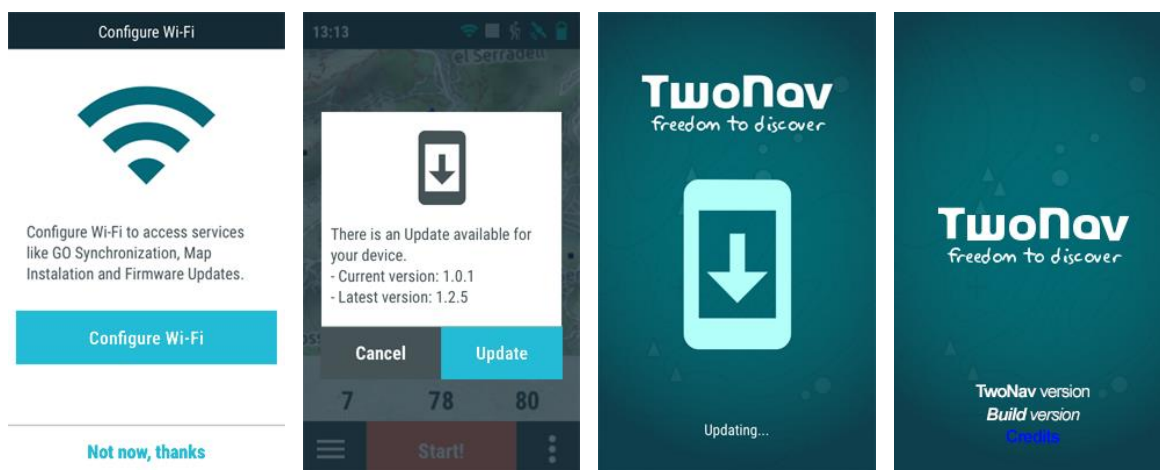 Configure Wi-Fi
Configure Wi-Fi to access services
like GO Synchronization, Map
Instalation and Firmware Updates.
Configure Wi-Fi
Not now, thanks
13:13
el Serradell
There is an Update available for
your device.
- Current version: 1.0.1
- Latest version: 1.2.5
Cancel
Update
7 78 80
Start!
TwoNav
freedom to discover
Updating...
TwoNav
freedom to discover
TwoNav version
Build version
Credits